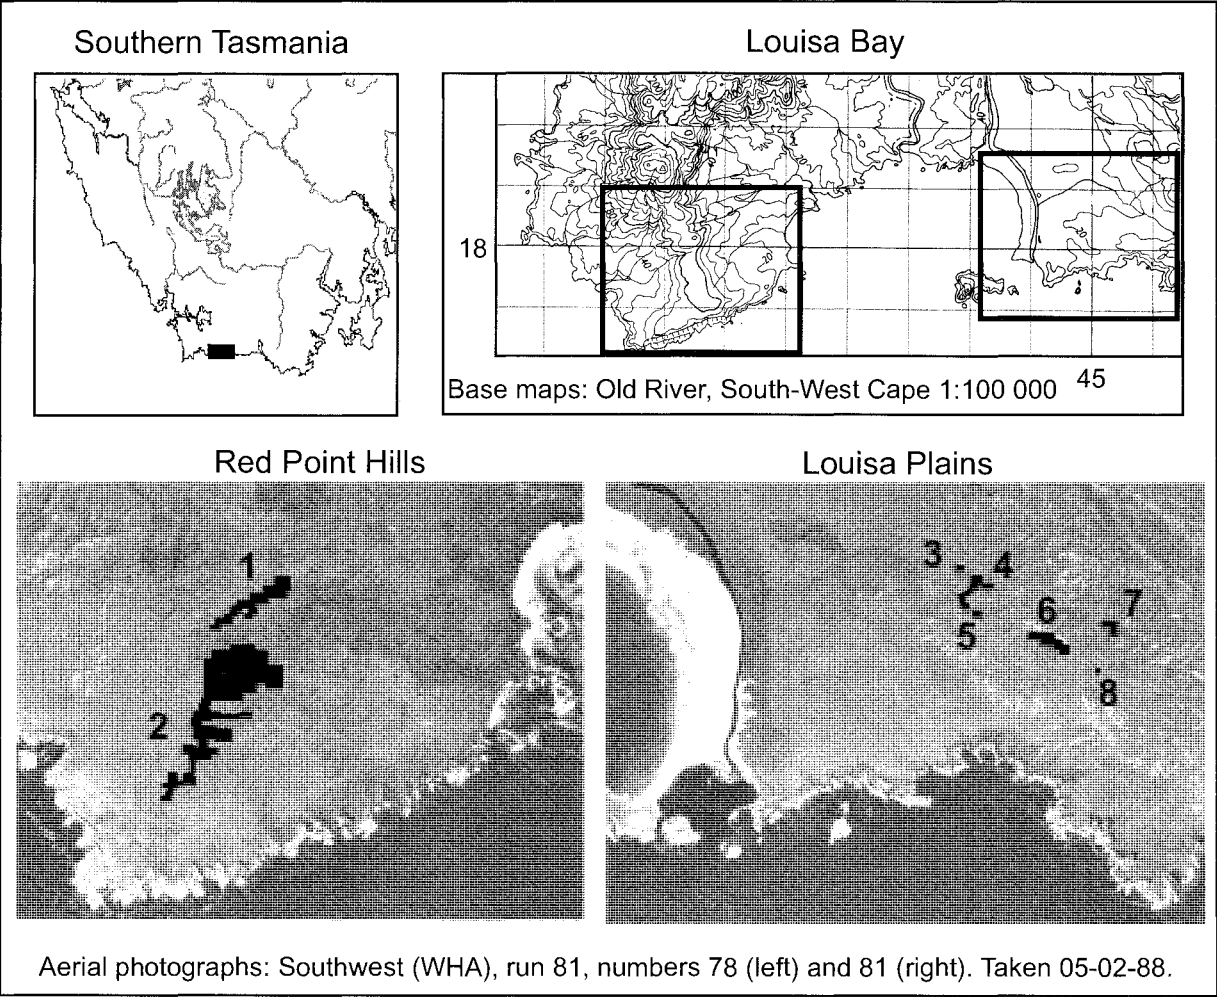 Southern Tasmania
Louisa Bay
18
45
Base maps: Old River, South-West Cape 1:100 000
Red Point Hills
Louisa Plains
1
2
3
4
5
6
7
8
Aerial photographs: Southwest (WHA), run 81, numbers 78 (left) and 81 (right). Taken 05-02-88.